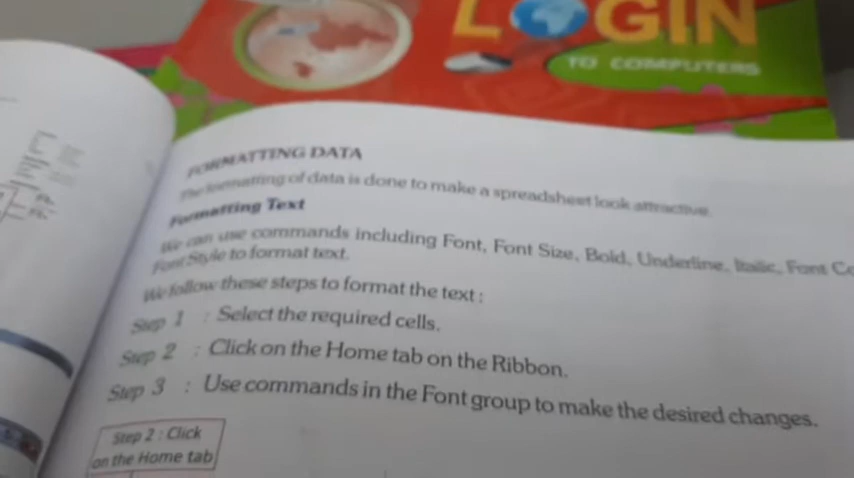 LOGIN
TO COMPUTERS
FORMATTING DATA
The formatting of data is done to make a spreadsheet look attractive.
Formatting Text
We can use commands including Font, Font Size, Bold, Underline, Italic, Font Co
Font Style to format text.
We follow these steps to format the text :
Step 1 : Select the required cells.
Step 2 : Click on the Home tab on the Ribbon.
Step 3 : Use commands in the Font group to make the desired changes.
Step 2 : Click
on the Home tab